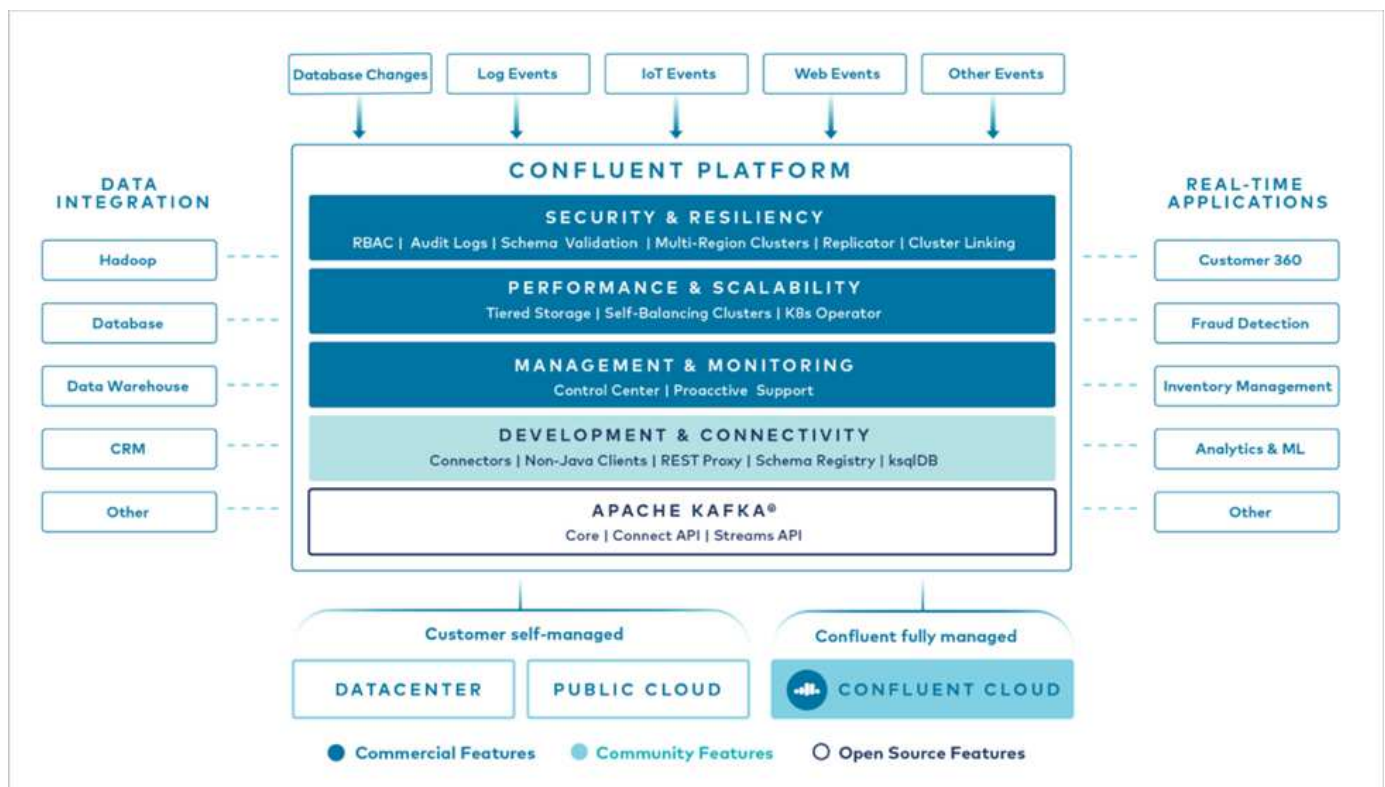 Database Changes
Log Events
IoT Events
Web Events
Other Events
CONFLUENT PLATFORM
DATA
INTEGRATION
Hadoop
Database
Data Warehouse
CRM
Other
SECURITY & RESILIENCY
RBAC | Audit Logs | Schema Validation | Multi-Region Clusters | Replicator | Cluster Linking
PERFORMANCE & SCALABILITY
Tiered Storage | Self-Balancing Clusters | K8s Operator
MANAGEMENT & MONITORING
Control Center | Proacctive Support
DEVELOPMENT & CONNECTIVITY
Connectors | Non-Java Clients | REST Proxy | Schema Registry | ksqlDB
APACHE KAFKA®
Core | Connect API | Streams API
REAL-TIME
APPLICATIONS
Customer 360
Fraud Detection
Inventory Management
Analytics & ML
Other
Customer self-managed
Confluent fully managed
DATACENTER
PUBLIC CLOUD
CONFLUENT CLOUD
Commercial Features
Community Features
Open Source Features